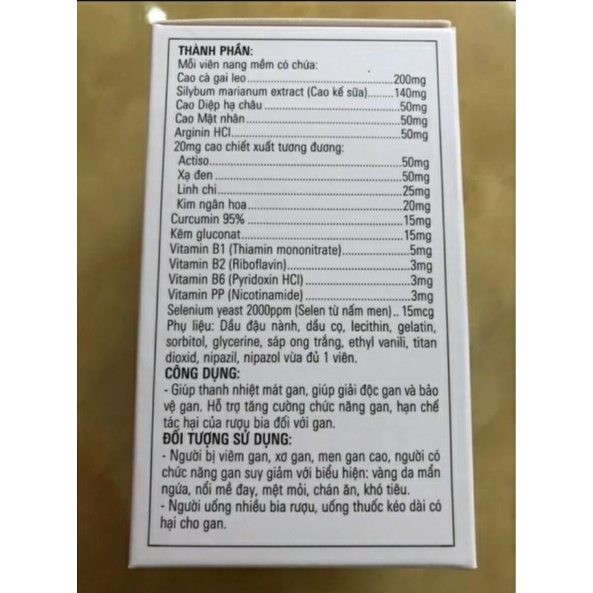 THÀNH PHẦN:
Mỗi viên nang mềm có chứa:
Cao cà gai leo........................................200mg
Silybum marianum extract (Cao kế sữa)........140mg
Cao Diệp hạ châu........................................50mg
Cao Mật nhân........................................50mg
Arginin HCl........................................50mg
20mg cao chiết xuất tương đương:
Actiso........................................50mg
Xạ đen........................................50mg
Linh chi........................................25mg
Kim ngân hoa........................................20mg
Curcumin 95% ........................................15mg
Kẽm gluconat........................................15mg
Vitamin B1 (Thiamin mononitrate)....................5mg
Vitamin B2 (Riboflavin)........................................3mg
Vitamin B6 (Pyridoxin HCl) ..............................3mg
Vitamin PP (Nicotinamide) ..............................3mg
Selenium yeast 2000ppm (Selen từ nấm men).. 15mcg
Phụ liệu: Dầu đậu nành, dầu cọ, lecithin, gelatin,
sorbitol, glycerine, sáp ong trắng, ethyl vanili, titan
dioxid, nipazil, nipazol vừa đủ 1 viên.
CÔNG DỤNG:
- Giúp thanh nhiệt mát gan, giúp giải độc gan và bảo
vệ gan. Hỗ trợ tăng cường chức năng gan, hạn chế
tác hại của rượu bia đối với gan.
ĐỐI TƯỢNG SỬ DỤNG:
- Người bị viêm gan, xơ gan, men gan cao, người có
chức năng gan suy giảm với biểu hiện: vàng da mẩn
ngứa, nổi mề đay, mệt mỏi, chán ăn, khó tiêu.
- Người uống nhiều bia rượu, uống thuốc kéo dài có
hại cho gan.